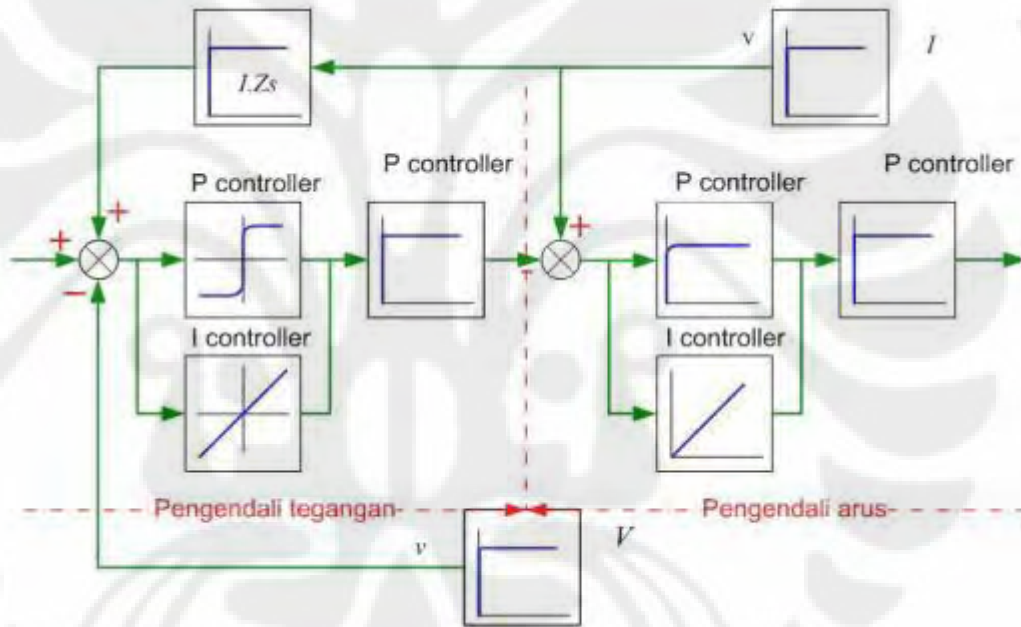 v
I
I.Zs
P controller
P controller
P controller
P controller
+
+
−
+
I controller
I controller
Pengendali tegangan
Pengendali arus
v
V